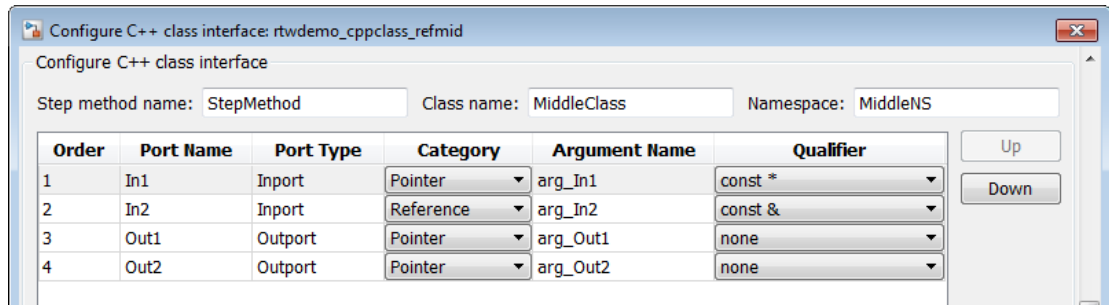 Configure C++ class interface: rtwdemo_cppclass_refmid
Configure C++ class interface
Step method name: StepMethod Class name: MiddleClass Namespace: MiddleNS
Order Port Name Port Type Category Argument Name Qualifier Up
1 In1 Inport Pointer arg_In1 const *
Down
2 In2 Inport Reference arg_In2 const &
3 Out1 Outport Pointer arg_Out1 none
4 Out2 Outport Pointer arg_Out2 none